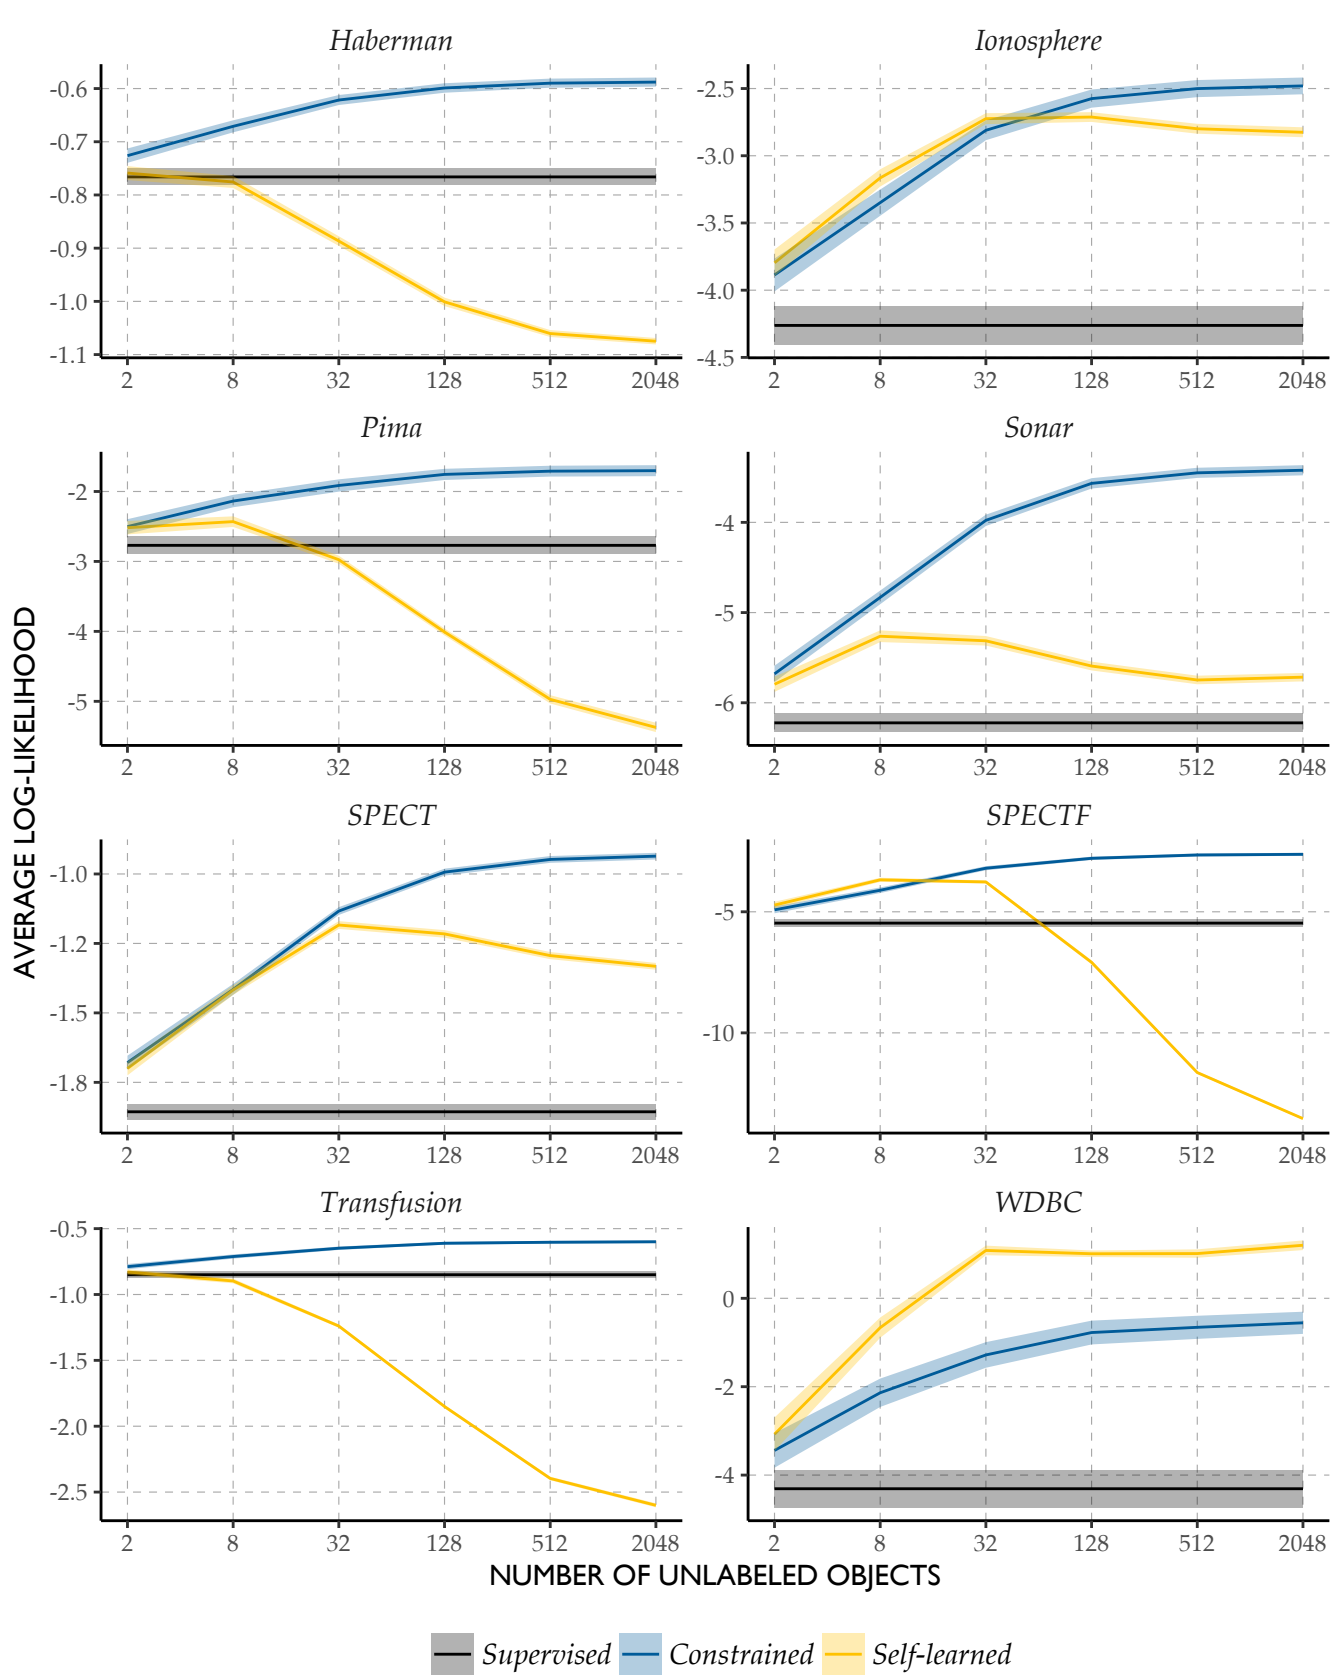 Haberman
-0.6
-0.7
-0.8
-0.9
-1.0
-1.1
2 8 32 128 512 2048
Ionosphere
-2.5
-3.0
-3.5
-4.0
-4.5
2 8 32 128 512 2048
Pima
-2
-3
-4
-5
2 8 32 128 512 2048
Sonar
-4
-5
-6
2 8 32 128 512 2048
SPECT
-1.0
-1.2
-1.5
-1.8
2 8 32 128 512 2048
SPECTF
-5
-10
2 8 32 128 512 2048
Transfusion
-0.5
-1.0
-1.5
-2.0
-2.5
2 8 32 128 512 2048
WDBC
0
-2
-4
2 8 32 128 512 2048
AVERAGE LOG-LIKELIHOOD
NUMBER OF UNLABELED OBJECTS
Supervised Constrained Self-learned